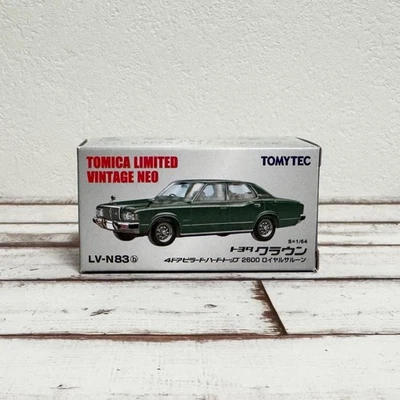 TOMICA LIMITED
VINTAGE NEO
TOMYTEC
S=1/64
トヨタ クラウン
LV-N83ⓑ
4ドアピラードハードトップ 2600 ロイヤルサルーン